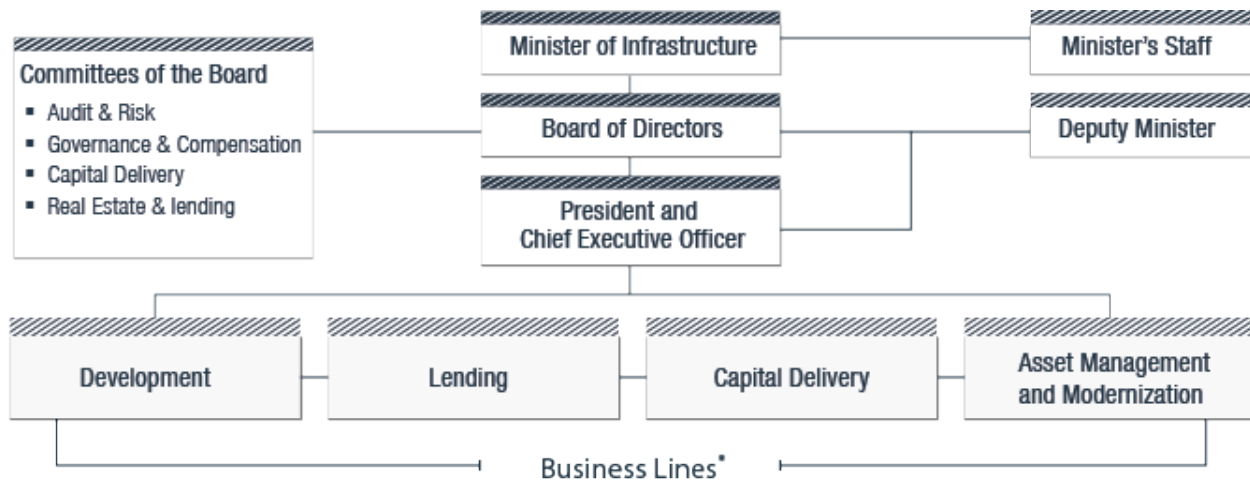 Minister of Infrastructure
Minister's Staff
Committees of the Board
▪ Audit & Risk
▪ Governance & Compensation
▪ Capital Delivery
▪ Real Estate & lending
Board of Directors
Deputy Minister
President and
Chief Executive Officer
Development
Lending
Capital Delivery
Asset Management
and Modernization
Business Lines*